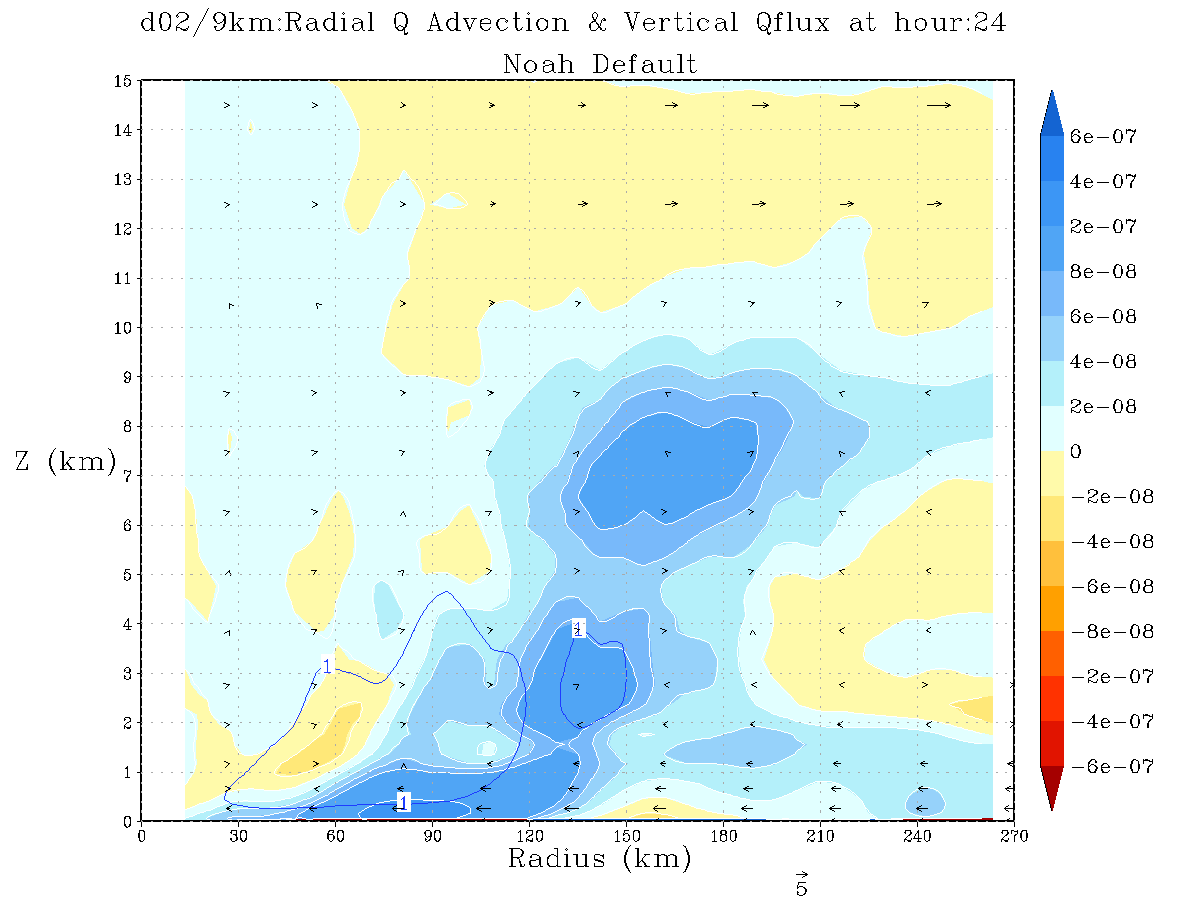 d02/9km:Radial Q Advection & Vertical Qflux at hour:24
Noah Default
15
14
13
12
11
10
9
8
7
6
5
4
3
2
1
0
Z (km)
0 30 60 90 120 150 180 210 240 270
Radius (km)
5
1
1
1
6e-07
4e-07
2e-07
8e-08
6e-08
4e-08
2e-08
0
-2e-08
-4e-08
-6e-08
-8e-08
-2e-07
-4e-07
-6e-07